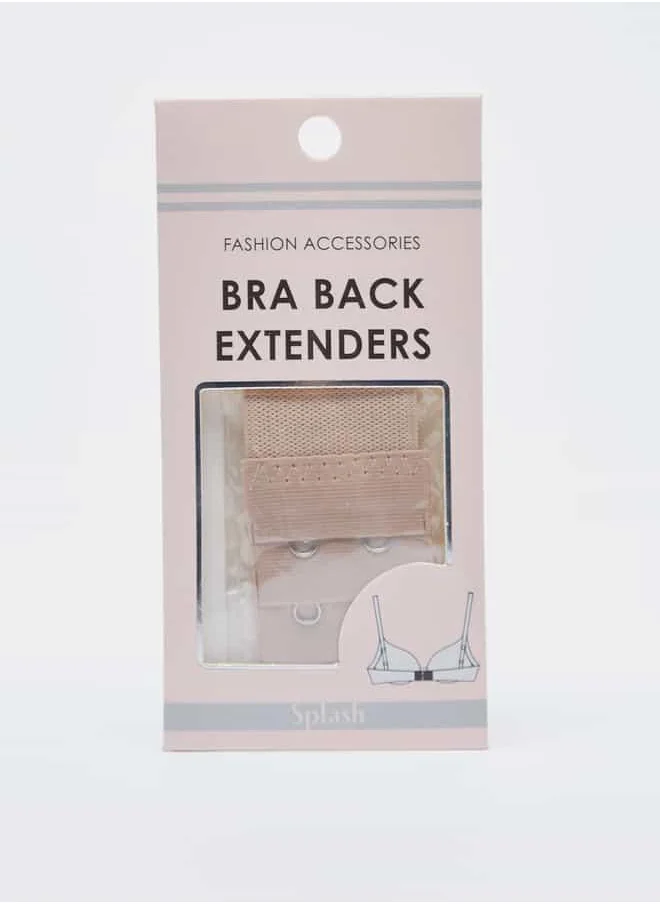 FASHION ACCESSORIES
BRA BACK
EXTENDERS
Splash